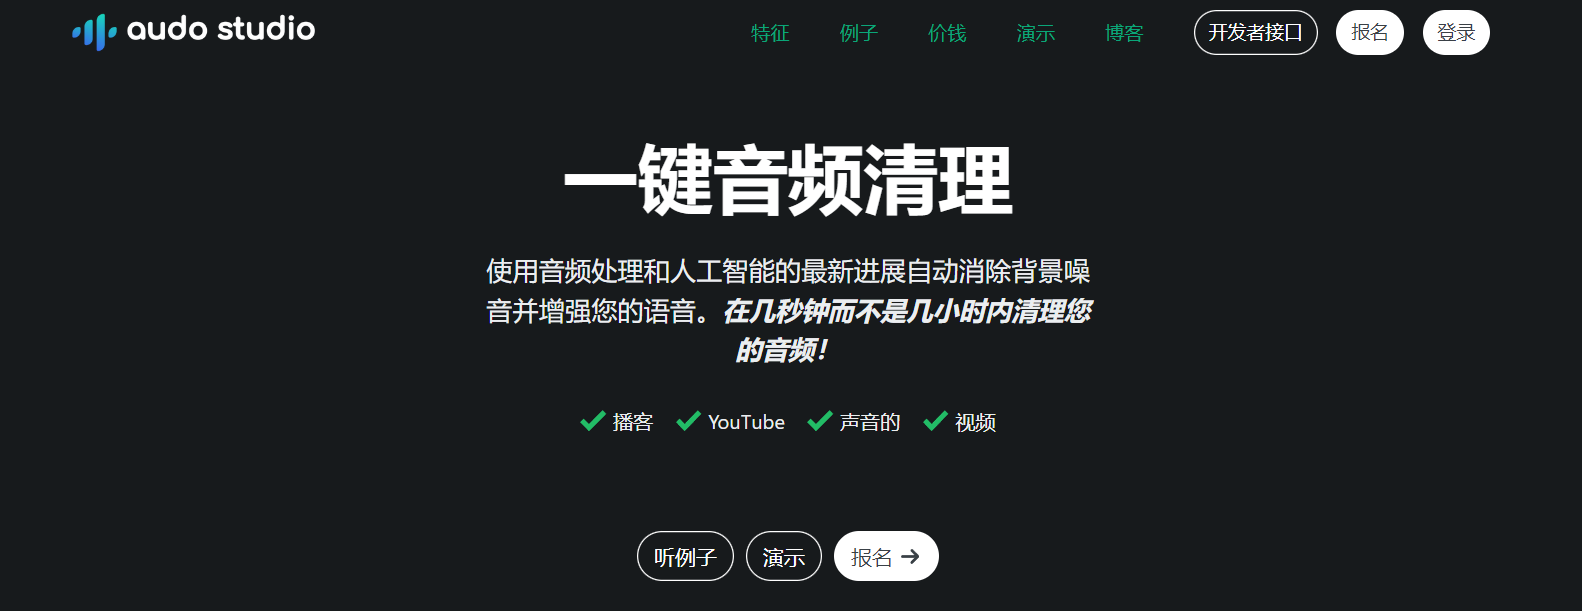 audo studio
特征 例子 价钱 演示 博客 开发者接口 报名 登录
一键音频清理
使用音频处理和人工智能的最新进展自动消除背景噪
音并增强您的语音。在几秒钟而不是几小时内清理您
的音频！
播客 YouTube 声音的 视频
听例子 演示 报名